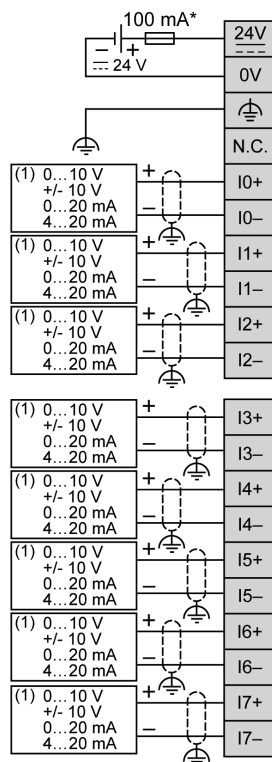 100 mA*
24V
− +
24 V
0V
N.C.
(1) 0...10 V
+/- 10 V
0...20 mA
4...20 mA
+
−
I0+
I0−
(1) 0...10 V
+/- 10 V
0...20 mA
4...20 mA
+
−
I1+
I1−
(1) 0...10 V
+/- 10 V
0...20 mA
4...20 mA
+
−
I2+
I2−
(1) 0...10 V
+/- 10 V
0...20 mA
4...20 mA
+
−
I3+
I3−
(1) 0...10 V
+/- 10 V
0...20 mA
4...20 mA
+
−
I4+
I4−
(1) 0...10 V
+/- 10 V
0...20 mA
4...20 mA
+
−
I5+
I5−
(1) 0...10 V
+/- 10 V
0...20 mA
4...20 mA
+
−
I6+
I6−
(1) 0...10 V
+/- 10 V
0...20 mA
4...20 mA
+
−
I7+
I7−